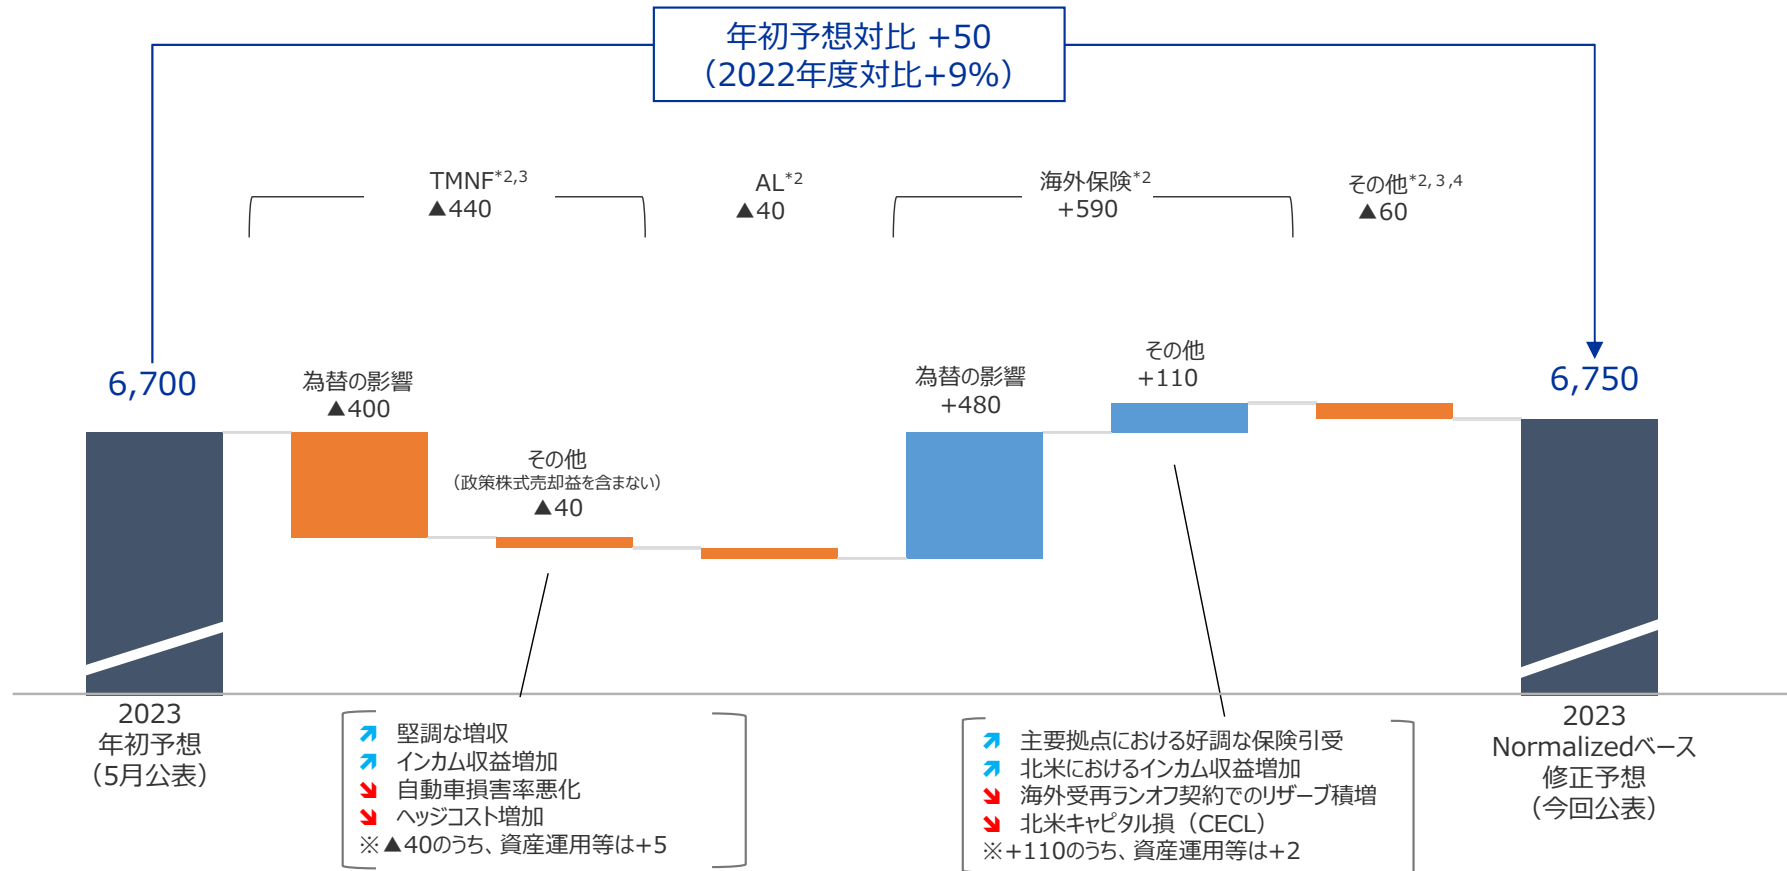 年初予想対比 +50
（2022年度対比+9%）
TMNF*2,3
▲440
AL*2
▲40
海外保険*2
+590
その他*2,3,4
▲60
6,700
為替の影響
▲400
その他
（政策株式売却益を含まない）
▲40
為替の影響
+480
その他
+110
6,750
2023
年初予想
（5月公表）
堅調な増収
インカム収益増加
自動車損害率悪化
ヘッジコスト増加
※▲40のうち、資産運用等は+5
主要拠点における好調な保険引受
北米におけるインカム収益増加
海外受再ランオフ契約でのリザーブ積増
北米キャピタル損（CECL）
※+110のうち、資産運用等は+2
2023
Normalizedベース
修正予想
（今回公表）